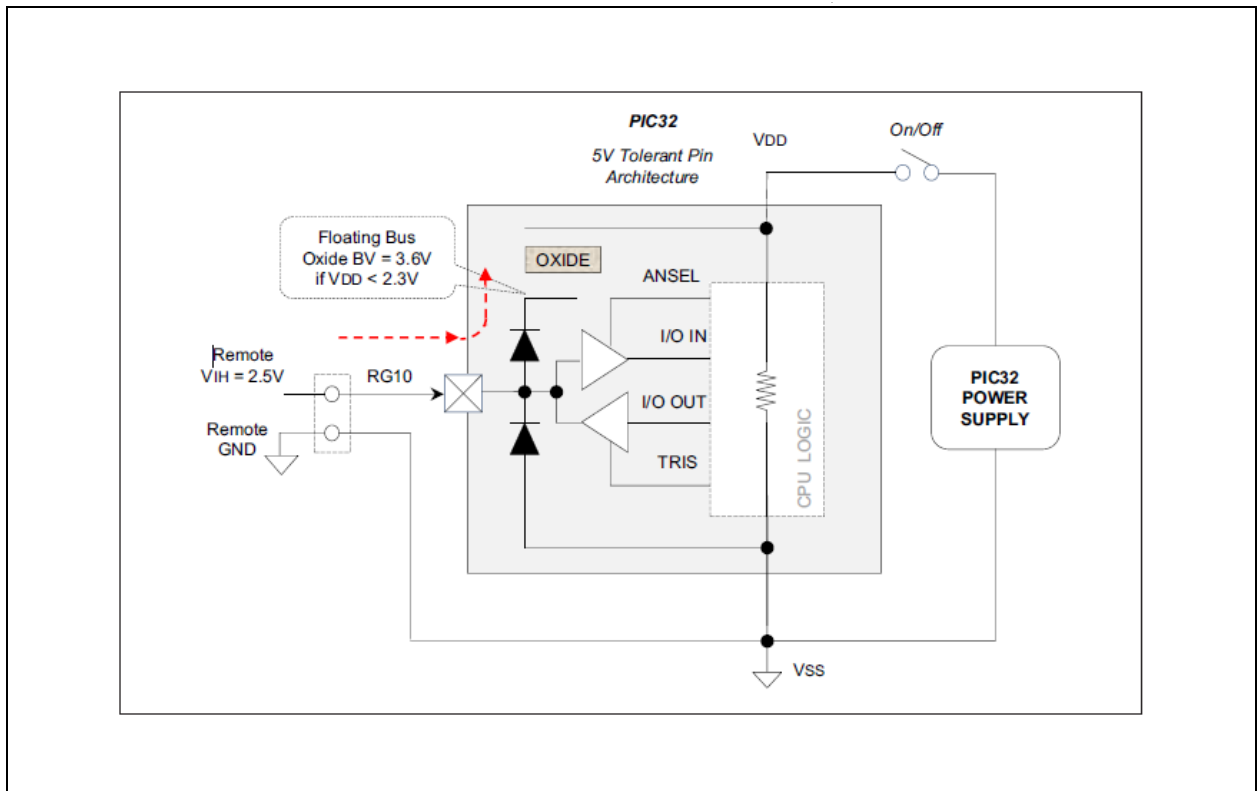 PIC32
5V Tolerant Pin
Architecture
VDD
On/Off
Floating Bus
Oxide BV = 3.6V
if VDD < 2.3V
OXIDE
ANSEL
I/O IN
Remote
VIH = 2.5V
RG10
I/O OUT
Remote
GND
TRIS
CPU LOGIC
PIC32
POWER
SUPPLY
VSS